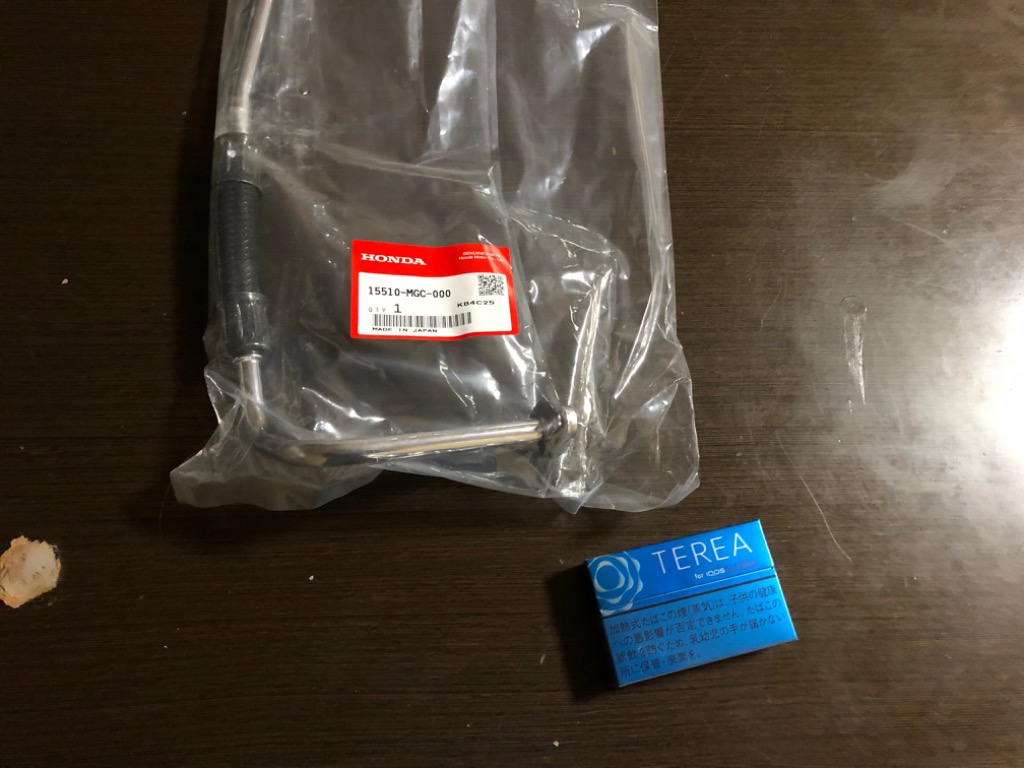 HONDA
15510-MGC-000
KB4C25
QTY 1
MADE IN JAPAN
TEREA
for IQOS
加熱式たばこの煙(蒸気)は、子供の健康
への悪影響が否定できません。たばこの
誤飲を防ぐため、乳幼児の手が届かない
所に保管・廃棄を。